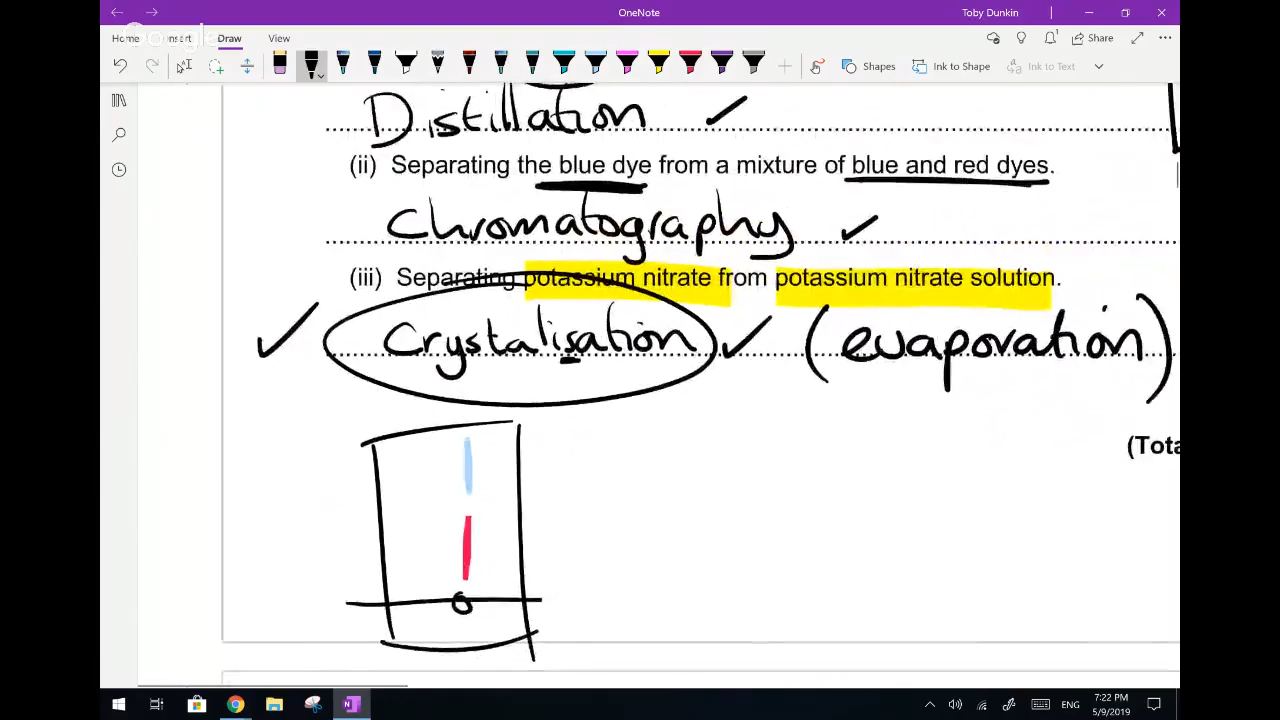 OneNote
Toby Dunkin
Google
Home Insert Draw View
Share
Shapes
Ink to Shape
Ink to Text
Distillation
(ii) Separating the blue dye from a mixture of blue and red dyes.
Chromatography
(iii) Separating potassium nitrate from potassium nitrate solution.
Crystalisation (evaporation)
(Tota
ENG
7:22 PM
5/9/2019